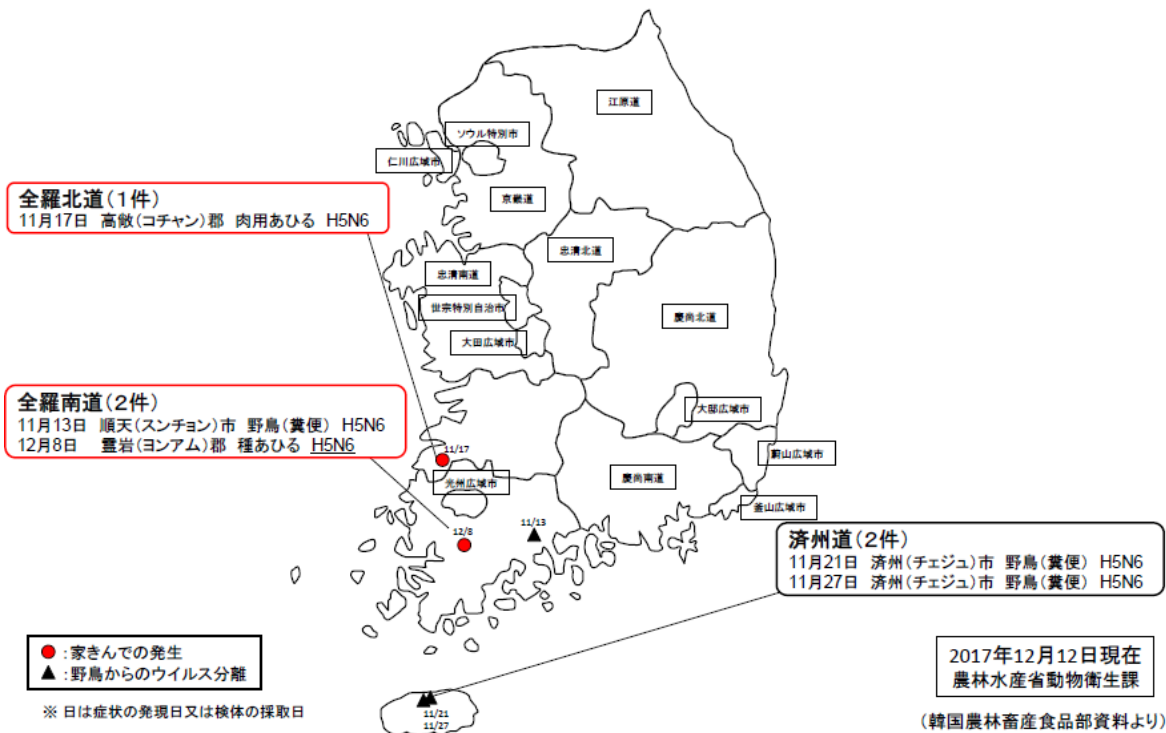 江原道
ソウル特別市
仁川広域市
京畿道
全羅北道(1件)
11月17日 高敞(コチャン)郡 肉用あひる H5N6
忠清北道
忠清南道
世宗特別自治市
慶尚北道
大田広域市
全羅南道(2件)
11月13日 順天(スンチョン)市 野鳥(糞便) H5N6
12月8日 霊岩(ヨンアム)郡 種あひる H5N6
大邱広域市
11/17
蔚山広域市
光州広域市
慶尚南道
釜山広域市
11/13
12/8
済州道(2件)
11月21日 済州(チェジュ)市 野鳥(糞便) H5N6
11月27日 済州(チェジュ)市 野鳥(糞便) H5N6
●:家きんでの発生
▲:野鳥からのウイルス分離
※ 日は症状の発現日又は検体の採取日
11/21
11/27
2017年12月12日現在
農林水産省動物衛生課
(韓国農林畜産食品部資料より)